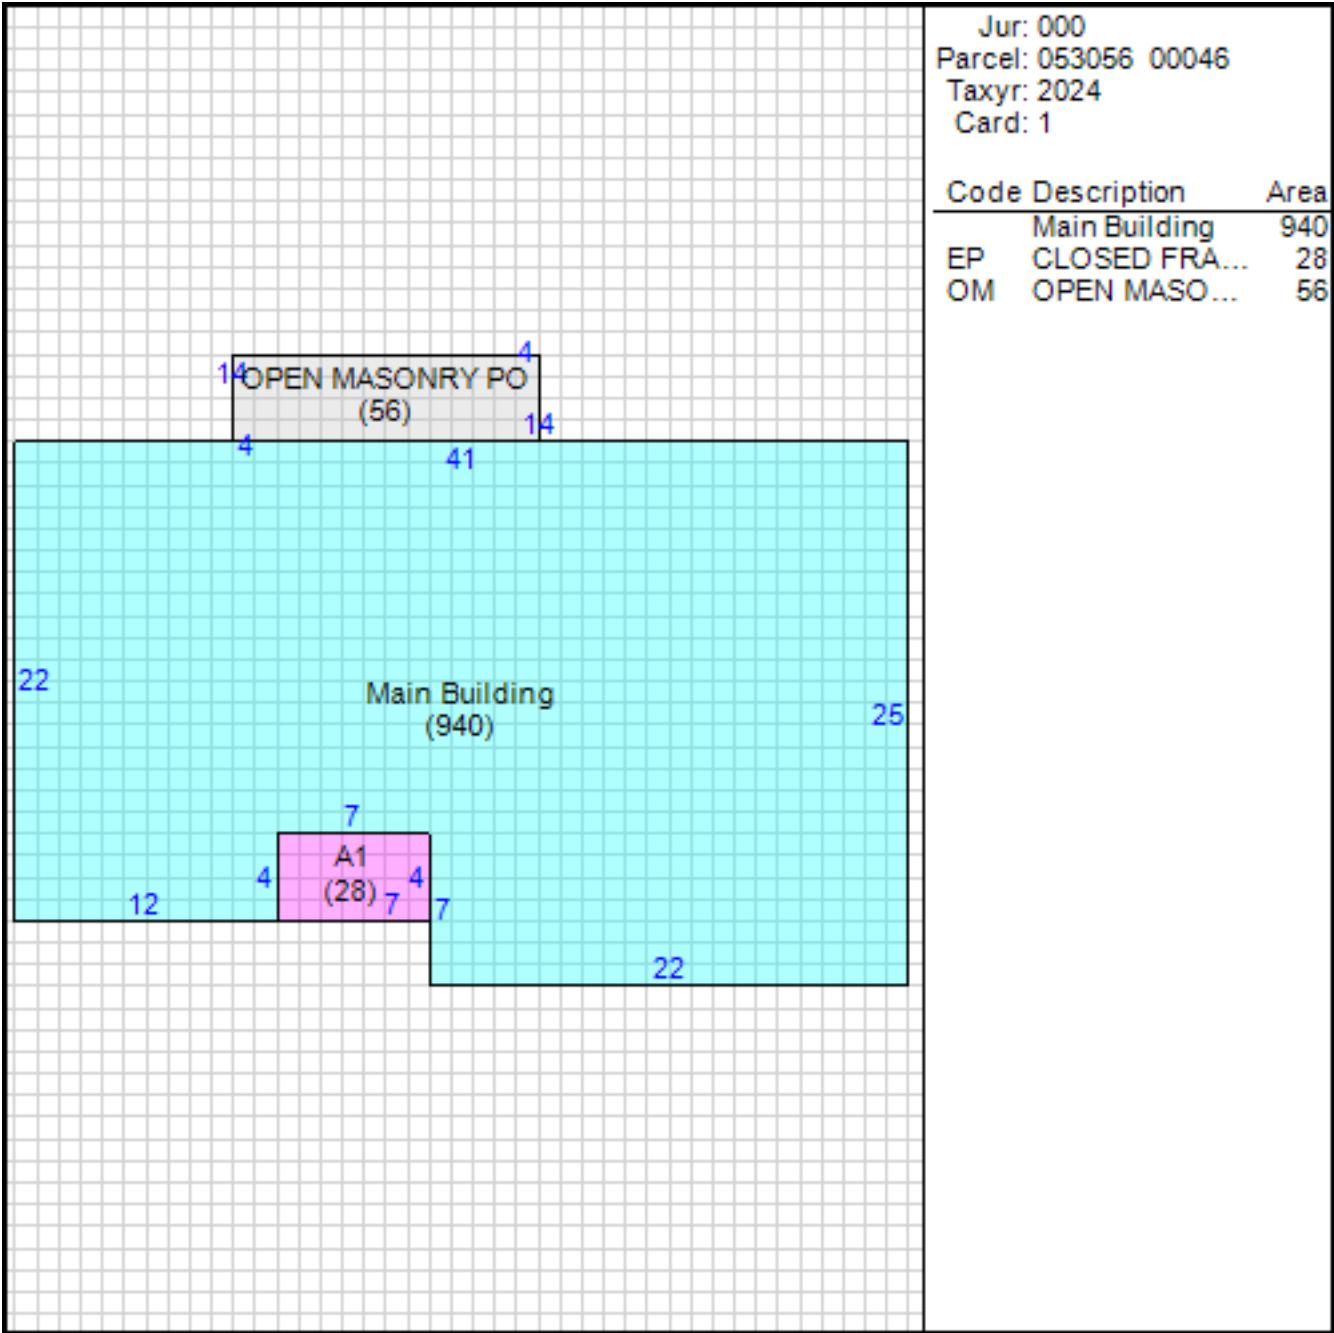 Jur: 000
Parcel: 053056 00046
Taxyr: 2024
Card: 1
Code Description Area
Main Building 940
EP CLOSED FRA... 28
OM OPEN MASO... 56
4
14
OPEN MASONRY PO
(56)
14
4
41
22
Main Building
(940)
25
7
A1
4
4
(28)
7
7
12
22